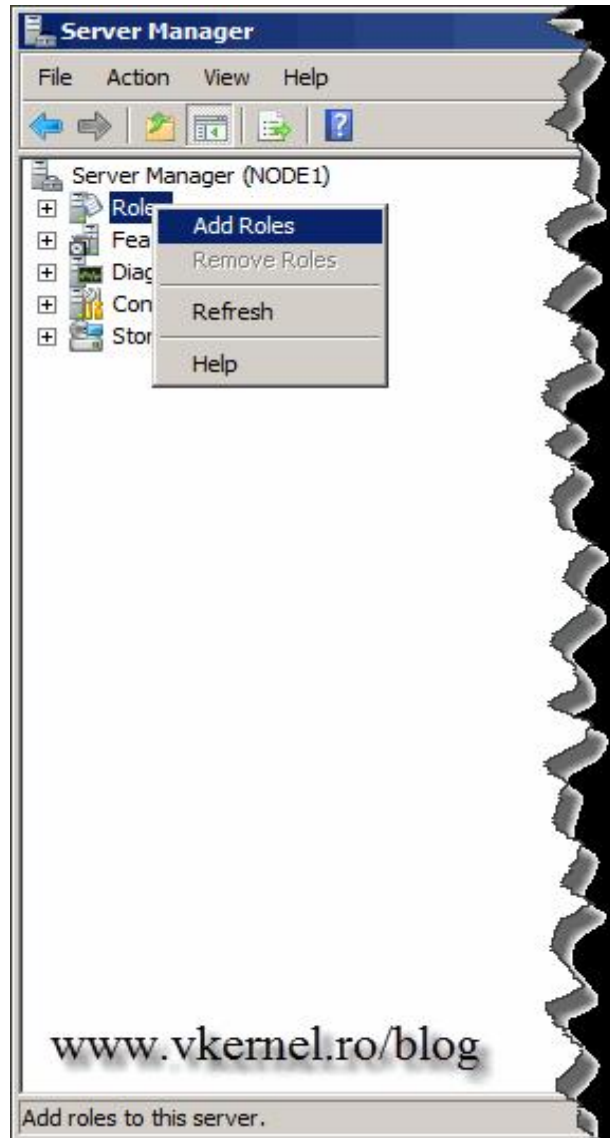 Server Manager
File Action View Help
Server Manager (NODE1)
Add Roles
Remove Roles
Refresh
Help
www.vkernel.ro/blog
Add roles to this server.